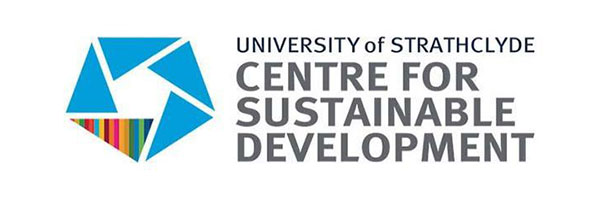 UNIVERSITY of STRATHCLYDE
CENTRE FOR
SUSTAINABLE
DEVELOPMENT